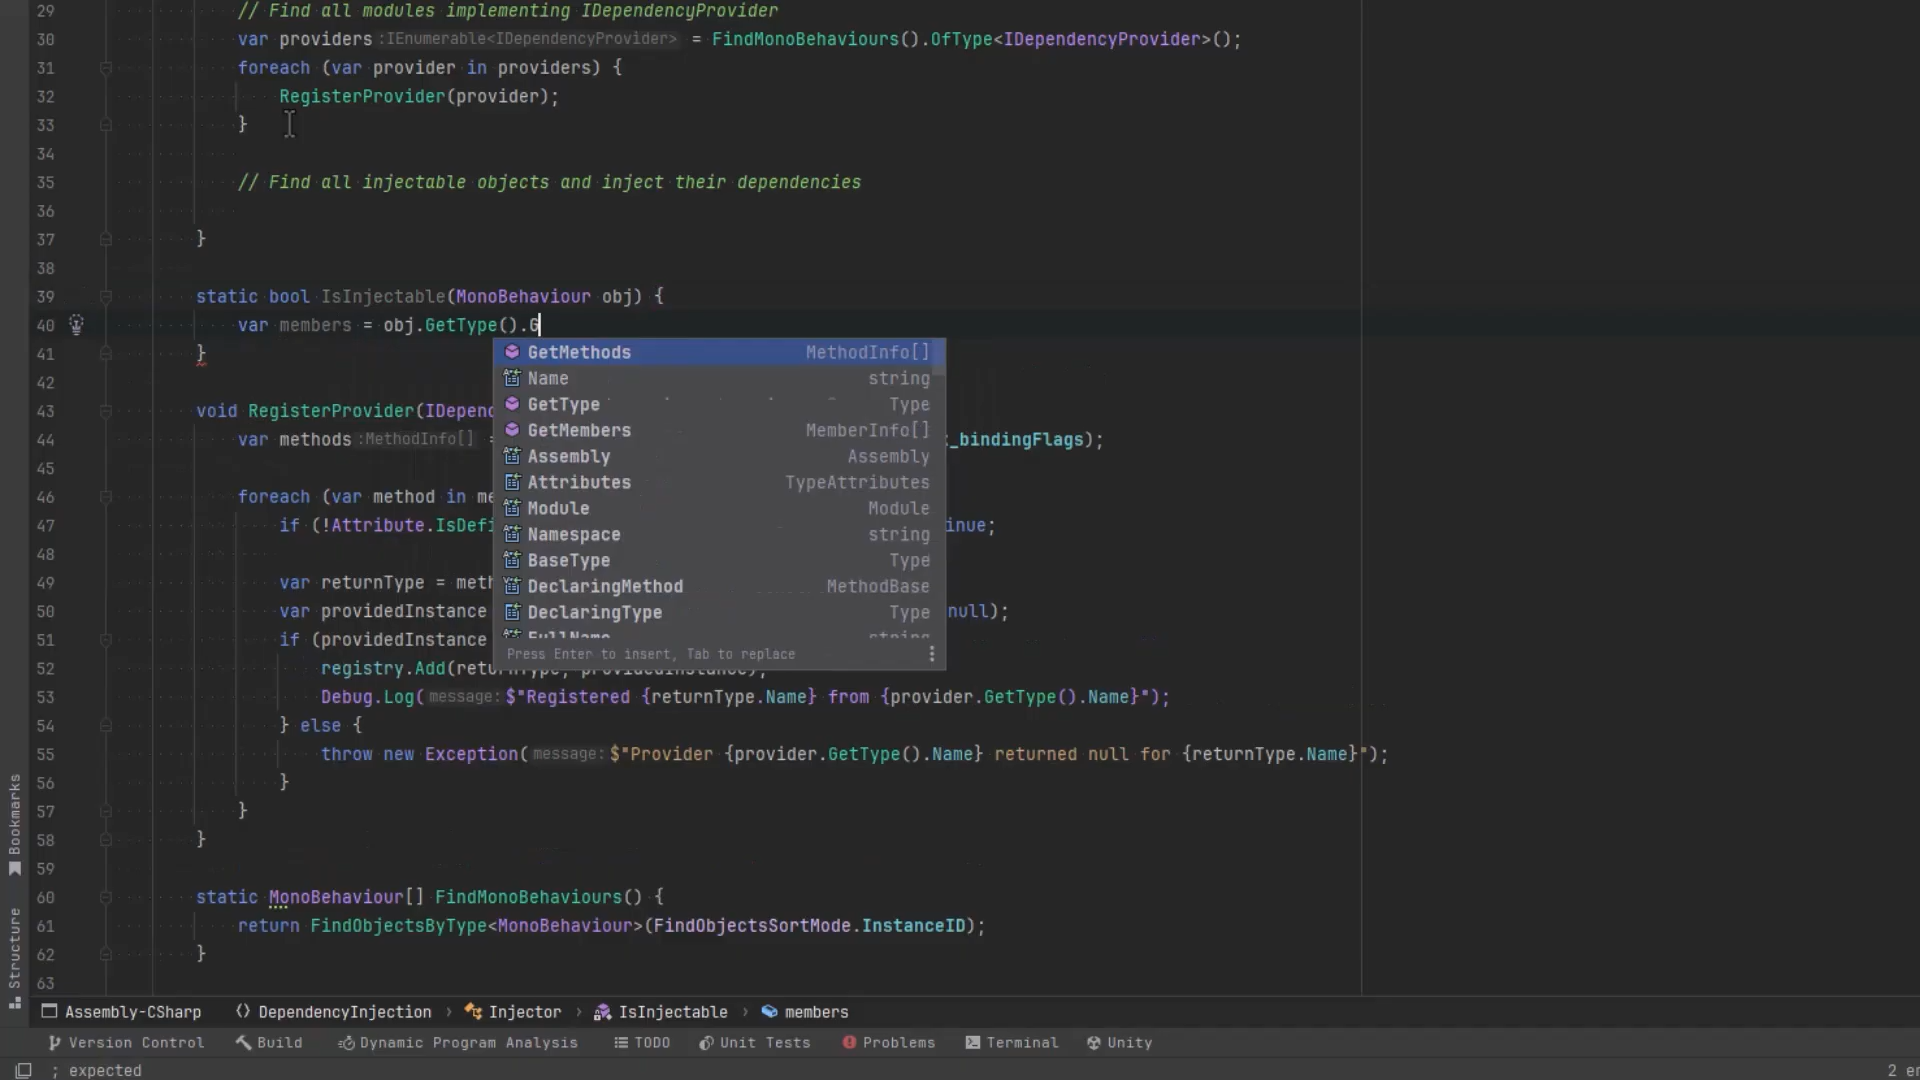 29 // Find all modules implementing IDependencyProvider
30 var providers :IEnumerable<IDependencyProvider> = FindMonoBehaviours().OfType<IDependencyProvider>();
31 foreach (var provider in providers) {
32 RegisterProvider(provider);
33 }
34
35 // Find all injectable objects and inject their dependencies
36
37 }
38
39 static bool IsInjectable(MonoBehaviour obj) {
40 var members = obj.GetType().G
41 }
GetMethods MethodInfo[]
Name string
GetType Type
GetMembers MemberInfo[]
Assembly Assembly
Attributes TypeAttributes
Module Module
Namespace string
BaseType Type
DeclaringMethod MethodBase
DeclaringType Type
FullName string
Press Enter to insert, Tab to replace
42
43 void RegisterProvider(IDepend
44 var methods :MethodInfo[] = :_bindingFlags);
45
46 foreach (var method in me
47 if (!Attribute.IsDefi inue;
48
49 var returnType = meth
50 var providedInstance null);
51 if (providedInstance
52 registry.Add(returnType, providedInstance);
53 Debug.Log( message: $"Registered {returnType.Name} from {provider.GetType().Name}");
54 } else {
55 throw new Exception( message: $"Provider {provider.GetType().Name} returned null for {returnType.Name}");
56 }
57 }
58 }
59
60 static MonoBehaviour[] FindMonoBehaviours() {
61 return FindObjectsByType<MonoBehaviour>(FindObjectsSortMode.InstanceID);
62 }
63
Bookmarks
Structure
Assembly-CSharp DependencyInjection › Injector › IsInjectable › members
Version Control Build Dynamic Program Analysis TODO Unit Tests Problems Terminal Unity
; expected 2 er